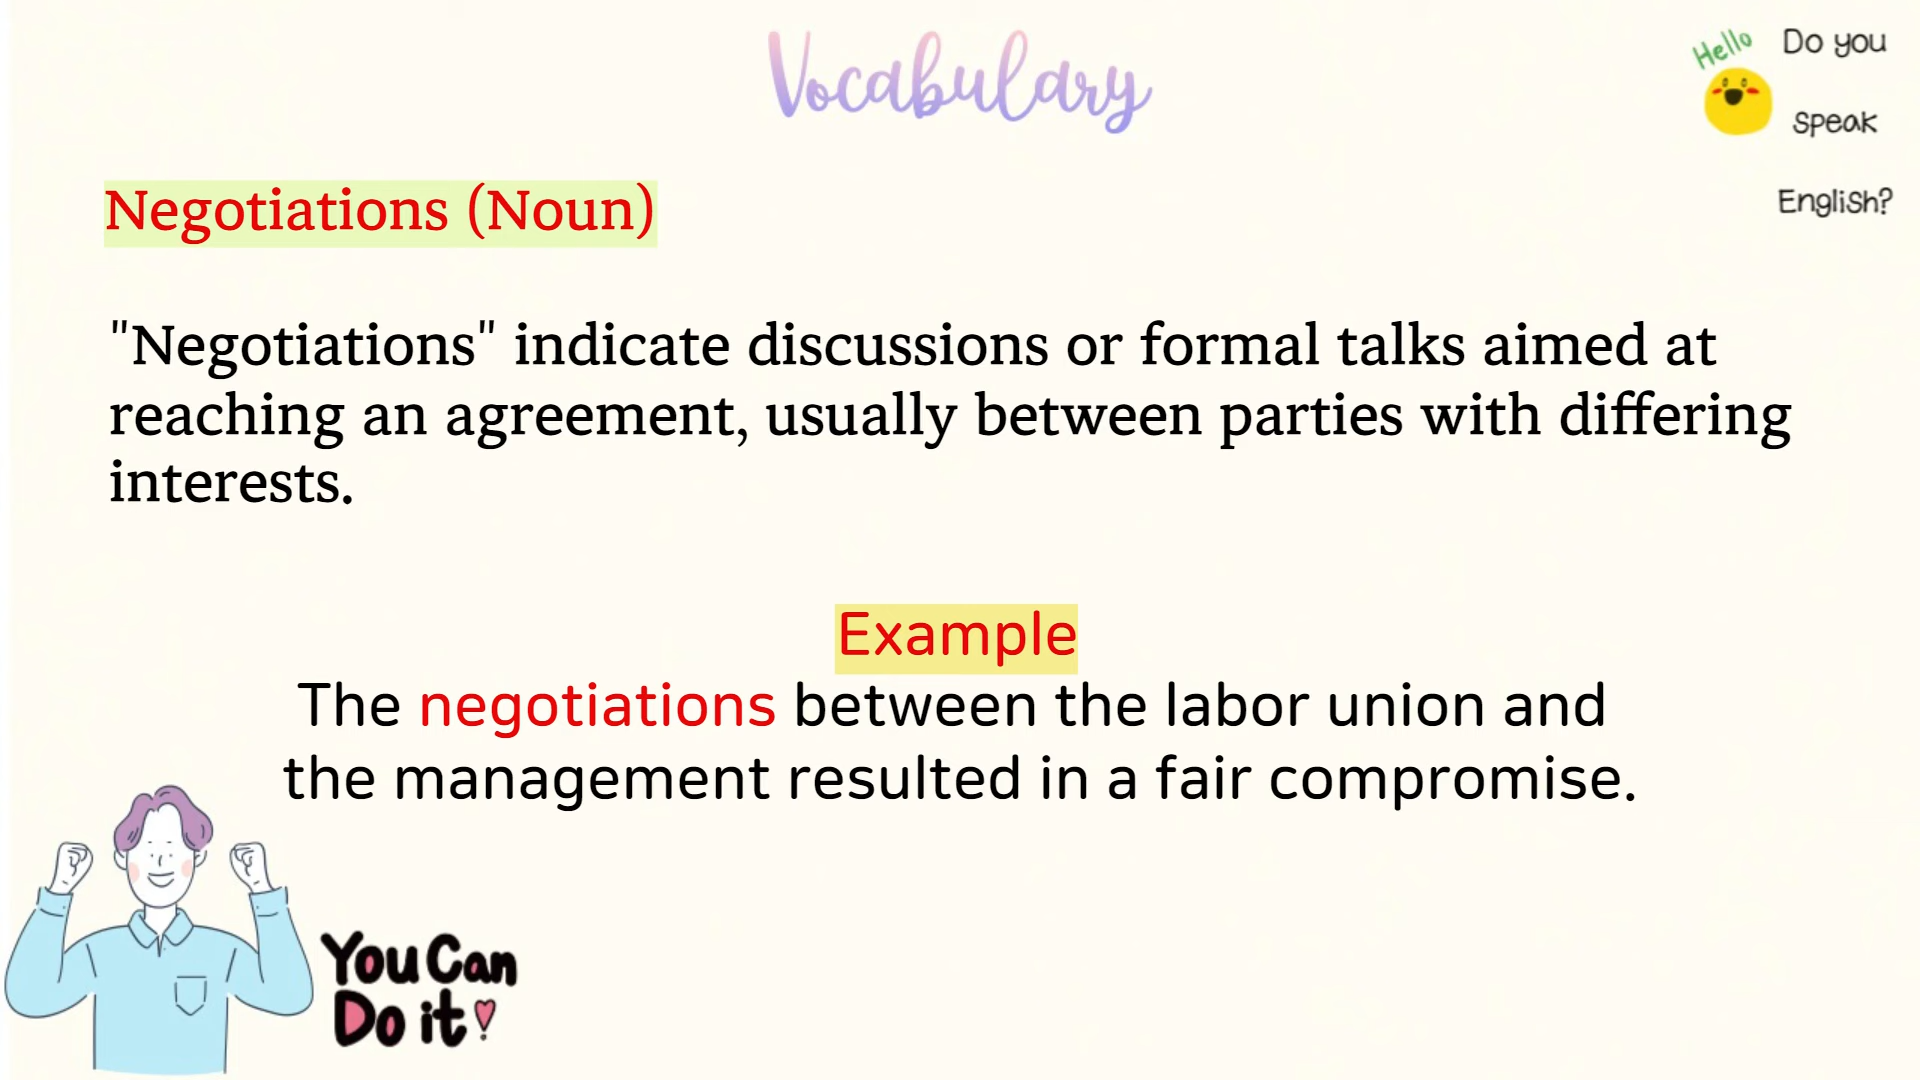 Vocabulary
Hello
Do you
speak
English?
Negotiations (Noun)
"Negotiations" indicate discussions or formal talks aimed at
reaching an agreement, usually between parties with differing
interests.
Example
The negotiations between the labor union and
the management resulted in a fair compromise.
You Can
Do it!